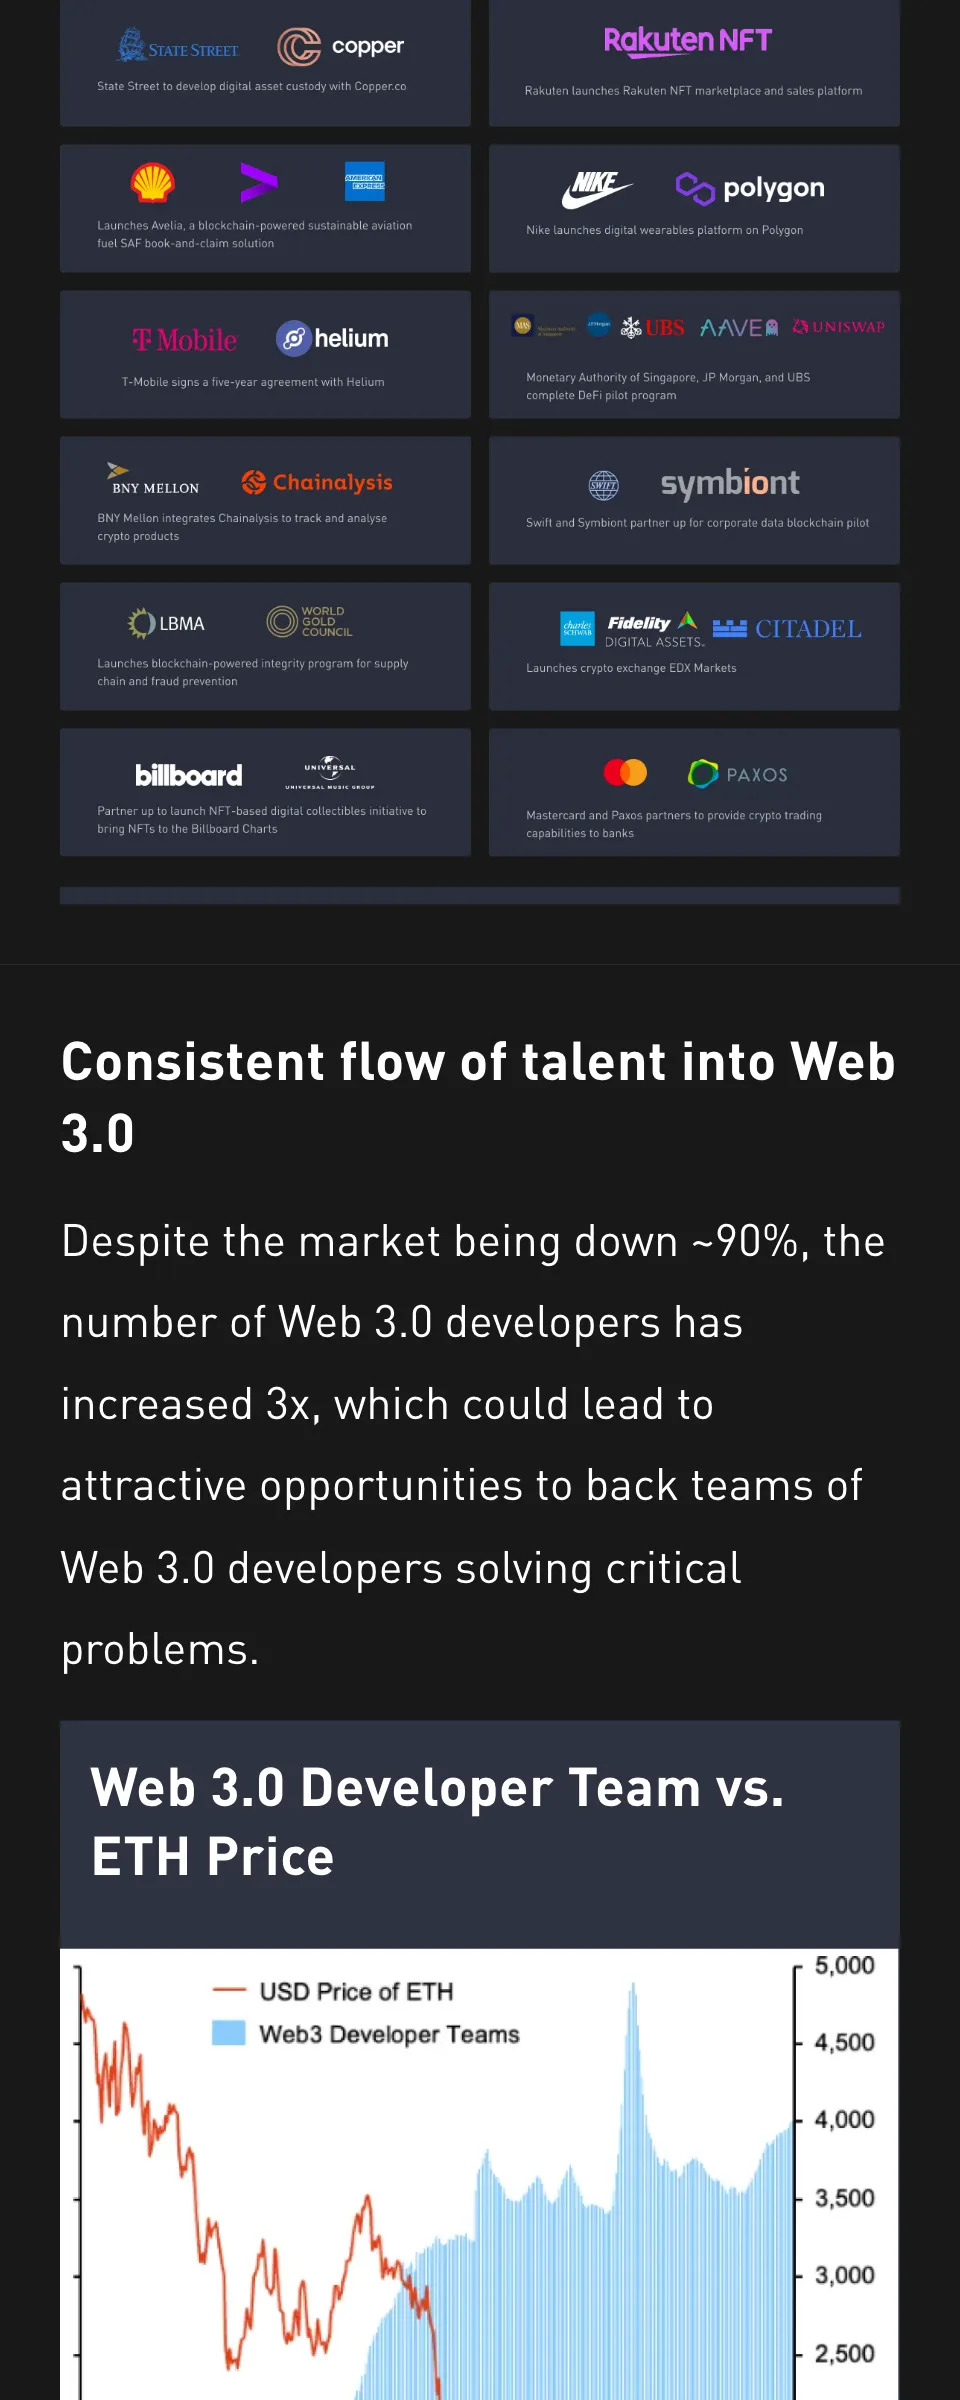 STATE STREET
copper
State Street to develop digital asset custody with Copper.co
Rakuten NFT
Rakuten launches Rakuten NFT marketplace and sales platform
AMERICAN
EXPRESS
Launches Avelia, a blockchain-powered sustainable aviation
fuel SAF book-and-claim solution
NIKE
polygon
Nike launches digital wearables platform on Polygon
T Mobile
helium
T-Mobile signs a five-year agreement with Helium
MAS
Monetary Authority
of Singapore
J.P.Morgan
UBS
AAVE
UNISWAP
Monetary Authority of Singapore, JP Morgan, and UBS
complete DeFi pilot program
BNY MELLON
Chainalysis
BNY Mellon integrates Chainalysis to track and analyse
crypto products
SWIFT
symbiont
Swift and Symbiont partner up for corporate data blockchain pilot
LBMA
WORLD
GOLD
COUNCIL
Launches blockchain-powered integrity program for supply
chain and fraud prevention
charles
SCHWAB
Fidelity
DIGITAL ASSETS
CITADEL
Launches crypto exchange EDX Markets
billboard
UNIVERSAL
UNIVERSAL MUSIC GROUP
Partner up to launch NFT-based digital collectibles initiative to
bring NFTs to the Billboard Charts
PAXOS
Mastercard and Paxos partners to provide crypto trading
capabilities to banks
Consistent flow of talent into Web
3.0
Despite the market being down ~90%, the
number of Web 3.0 developers has
increased 3x, which could lead to
attractive opportunities to back teams of
Web 3.0 developers solving critical
problems.
Web 3.0 Developer Team vs.
ETH Price
USD Price of ETH
Web3 Developer Teams
5,000
4,500
4,000
3,500
3,000
2,500